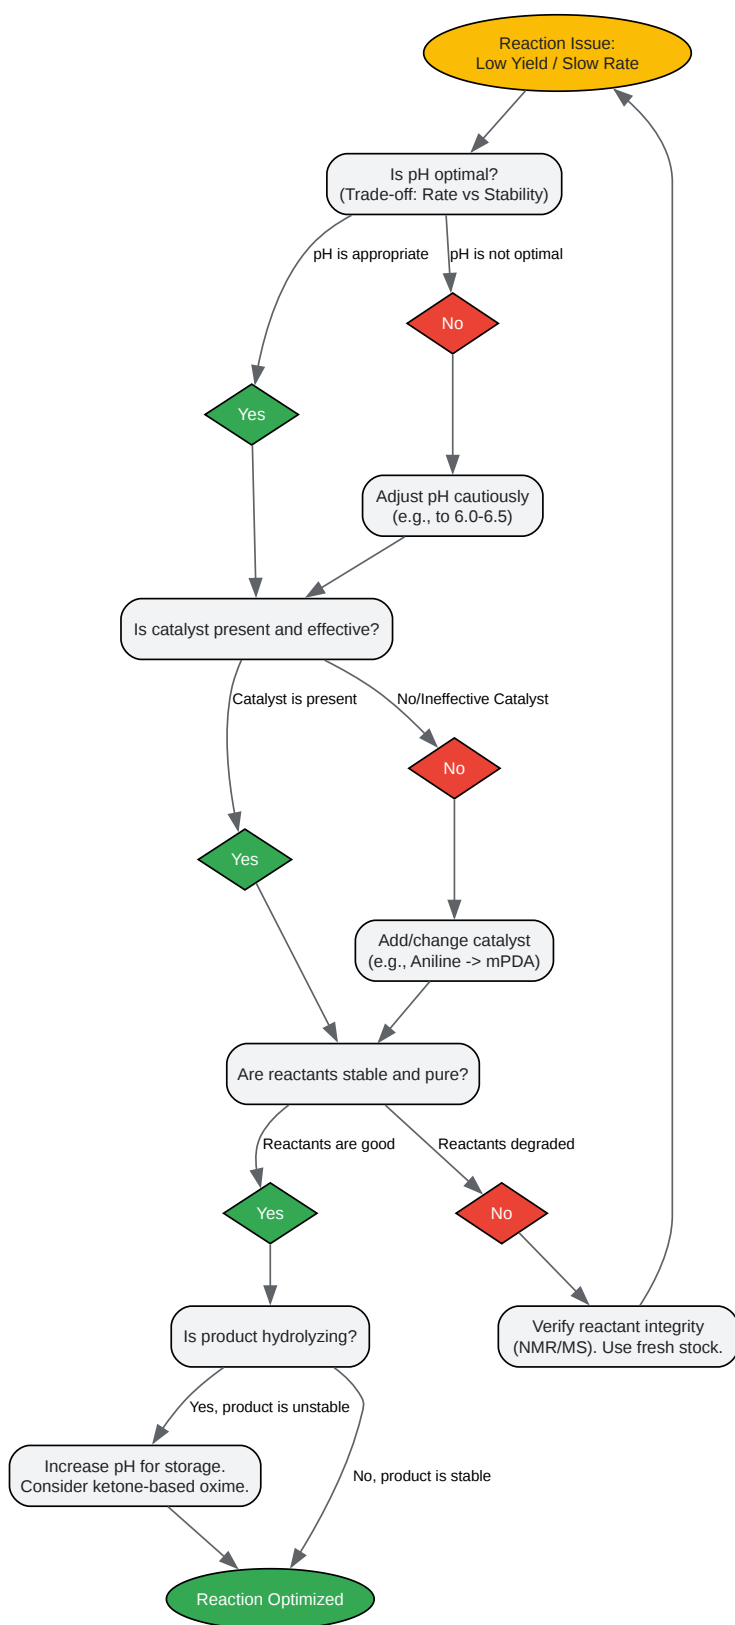 Reaction Issue:
Low Yield / Slow Rate
Is pH optimal?
(Trade-off: Rate vs Stability)
pH is appropriate
pH is not optimal
No
Yes
Adjust pH cautiously
(e.g., to 6.0-6.5)
Is catalyst present and effective?
Catalyst is present
No/Ineffective Catalyst
No
Yes
Add/change catalyst
(e.g., Aniline -> mPDA)
Are reactants stable and pure?
Reactants are good
Reactants degraded
Yes
No
Is product hydrolyzing?
Verify reactant integrity
(NMR/MS). Use fresh stock.
Yes, product is unstable
No, product is stable
Increase pH for storage.
Consider ketone-based oxime.
Reaction Optimized